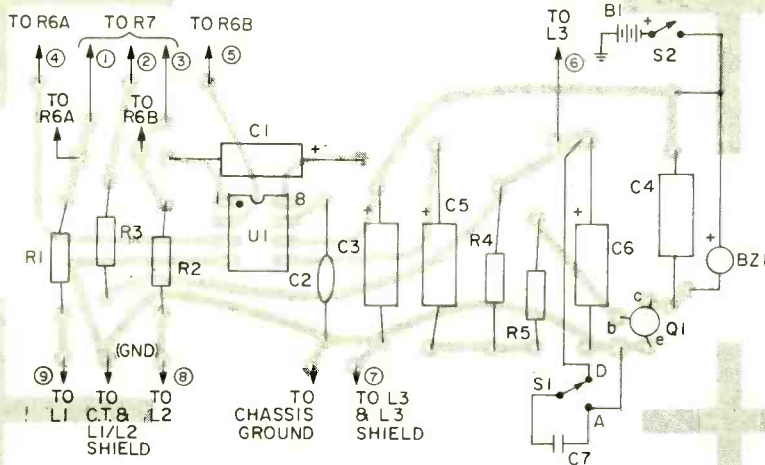 TO R6A
TO R7
TO R6B
TO
L3
B1
+
S2
④
①
②
③
⑤
⑥
TO
R6A
TO
R6B
C1
+
1
8
U1
R1
R3
R2
C2
C3
+
C5
+
R4
R5
C6
+
C4
+
BZ1
c
b
e
Q1
(GND)
⑨
TO
L1
TO
C.T. &
L1/L2
SHIELD
⑧
TO
L2
TO
CHASSIS
GROUND
⑦
TO L3
& L3
SHIELD
S1
D
A
C7